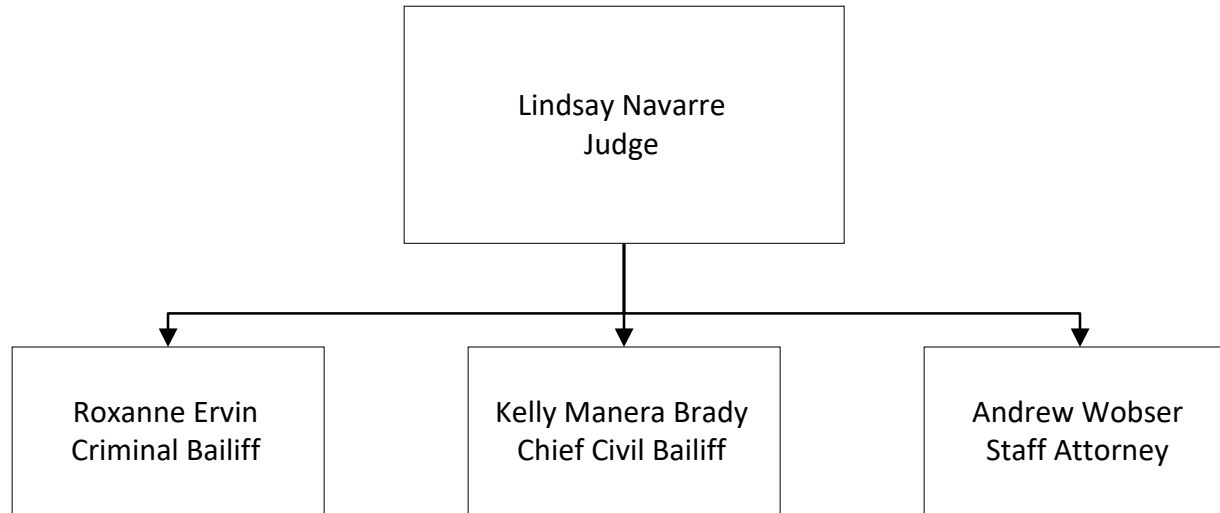 Lindsay Navarre
Judge
Roxanne Ervin
Criminal Bailiff
Kelly Manera Brady
Chief Civil Bailiff
Andrew Wobser
Staff Attorney